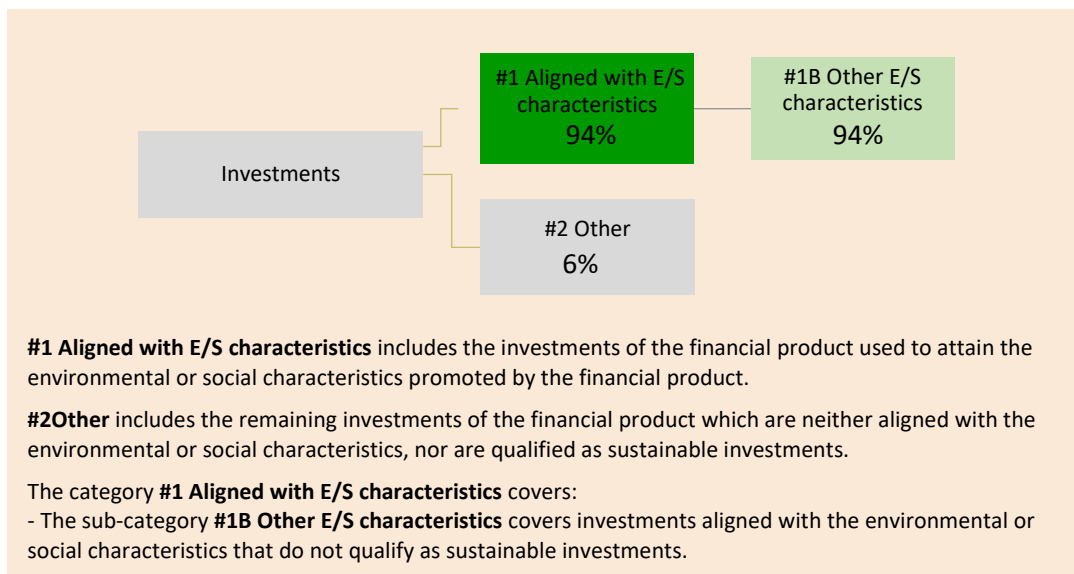 #1 Aligned with E/S
characteristics
94%
#1B Other E/S
characteristics
94%
Investments
#2 Other
6%
#1 Aligned with E/S characteristics includes the investments of the financial product used to attain the
environmental or social characteristics promoted by the financial product.
#2Other includes the remaining investments of the financial product which are neither aligned with the
environmental or social characteristics, nor are qualified as sustainable investments.
The category #1 Aligned with E/S characteristics covers:
- The sub-category #1B Other E/S characteristics covers investments aligned with the environmental or
social characteristics that do not qualify as sustainable investments.